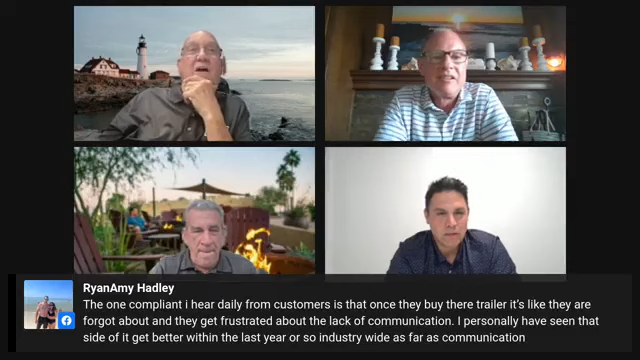 RyanAmy Hadley
The one compliant i hear daily from customers is that once they buy there trailer it's like they are
forgot about and they get frustrated about the lack of communication. I personally have seen that
side of it get better within the last year or so industry wide as far as communication